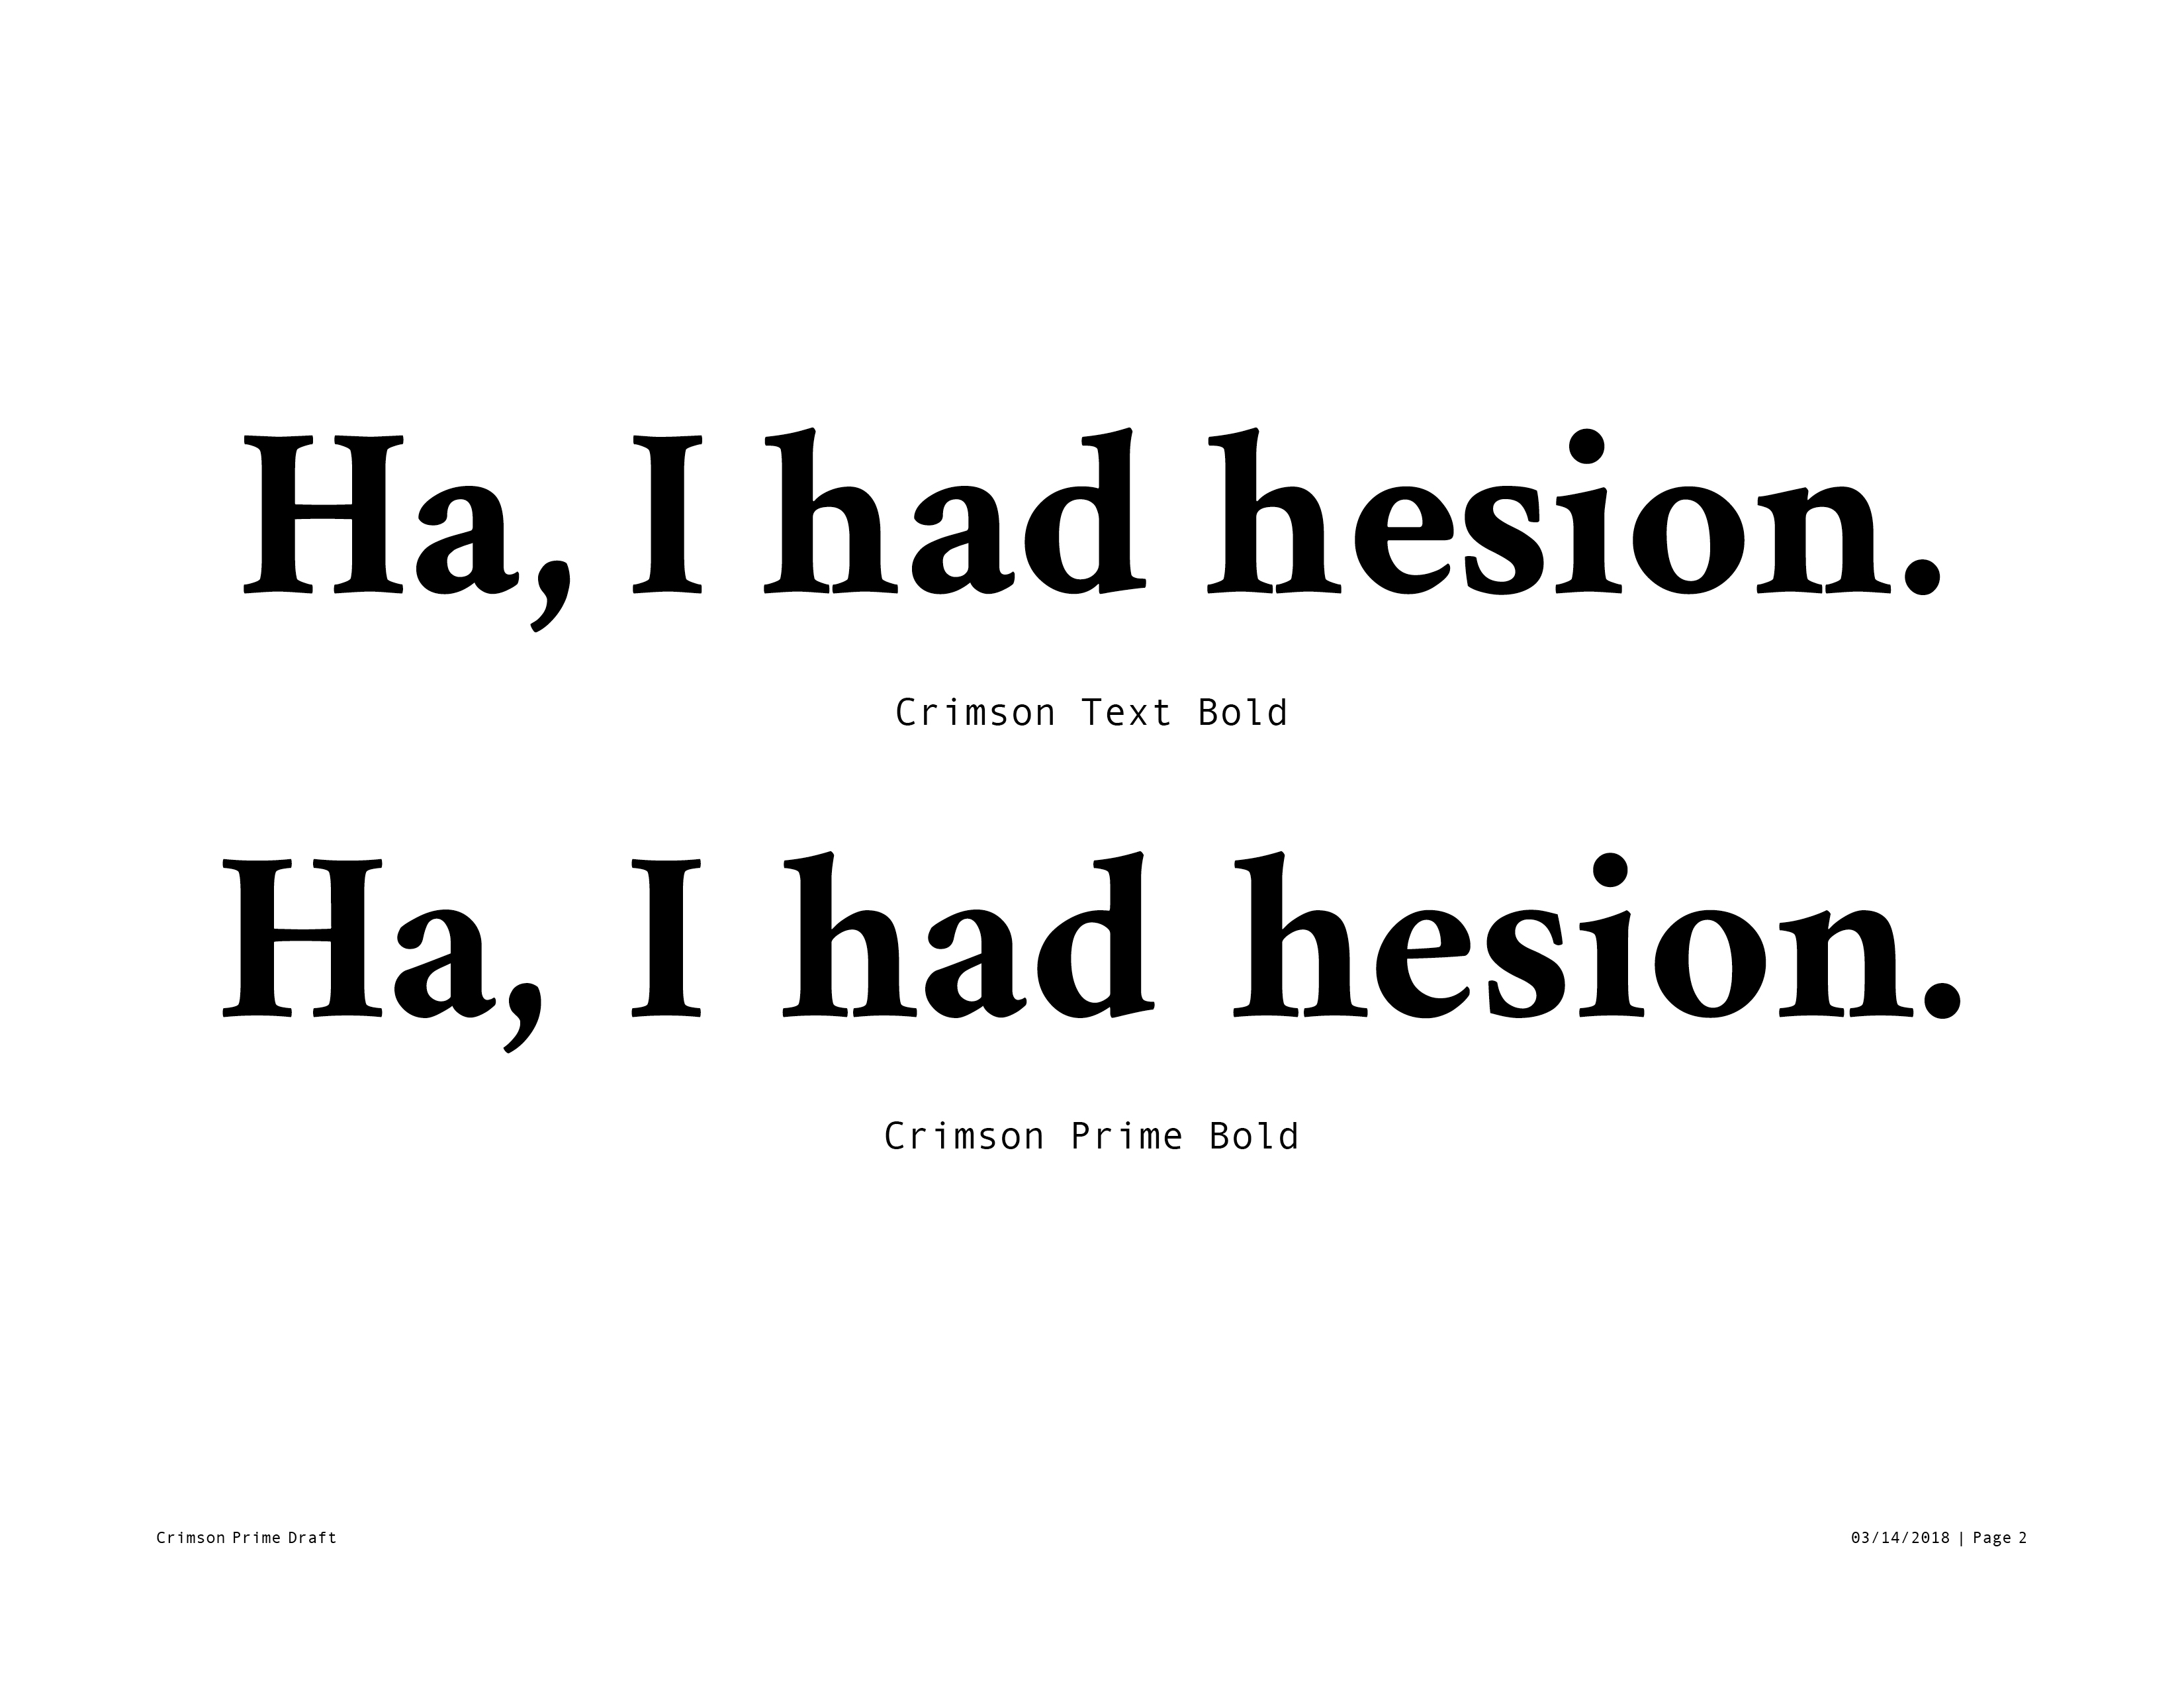 Ha, I had hesion.
Crimson Text Bold
Ha, I had hesion.
Crimson Prime Bold
Crimson Prime Draft
03/14/2018 | Page 2